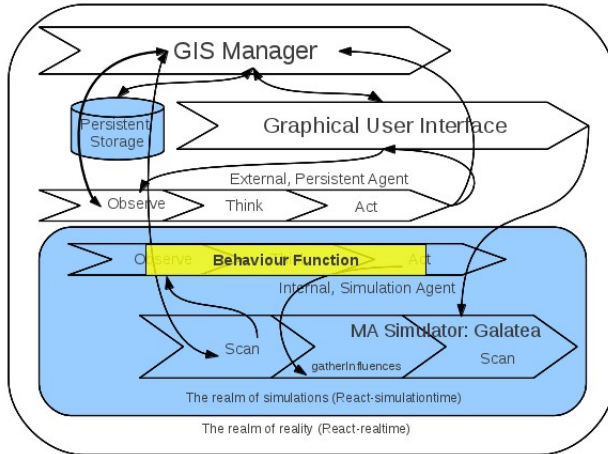 GIS Manager
Persistent
Storage
Graphical User Interface
External, Persistent Agent
Observe
Think
Act
Observe
Behaviour Function
Act
Internal, Simulation Agent
MA Simulator: Galatea
Scan
gatherInfluences
Scan
The realm of simulations (React-simulationtime)
The realm of reality (React-realtime)